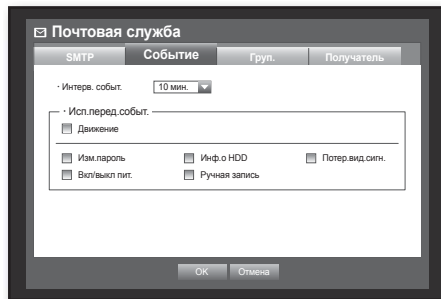 Почтовая служба
SMTP Событие Груп. Получатель
· Интерв. событ. 10 мин.
· Исп.перед.событ.
Движение
Изм.пароль Инф.о HDD Потер.вид.сигн.
Вкл/выкл пит. Ручная запись
OK Отмена